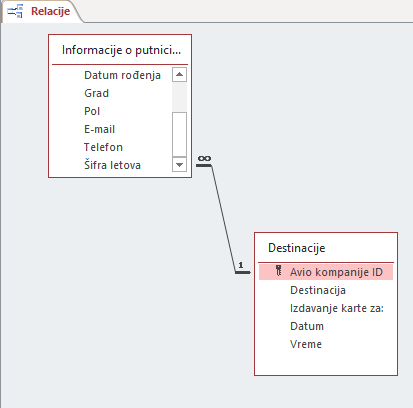 Relacije
Informacije o putnici...
Datum rođenja
Grad
Pol
E-mail
Telefon
Šifra letova
∞
1
Destinacije
Avio kompanije ID
Destinacija
Izdavanje karte za:
Datum
Vreme